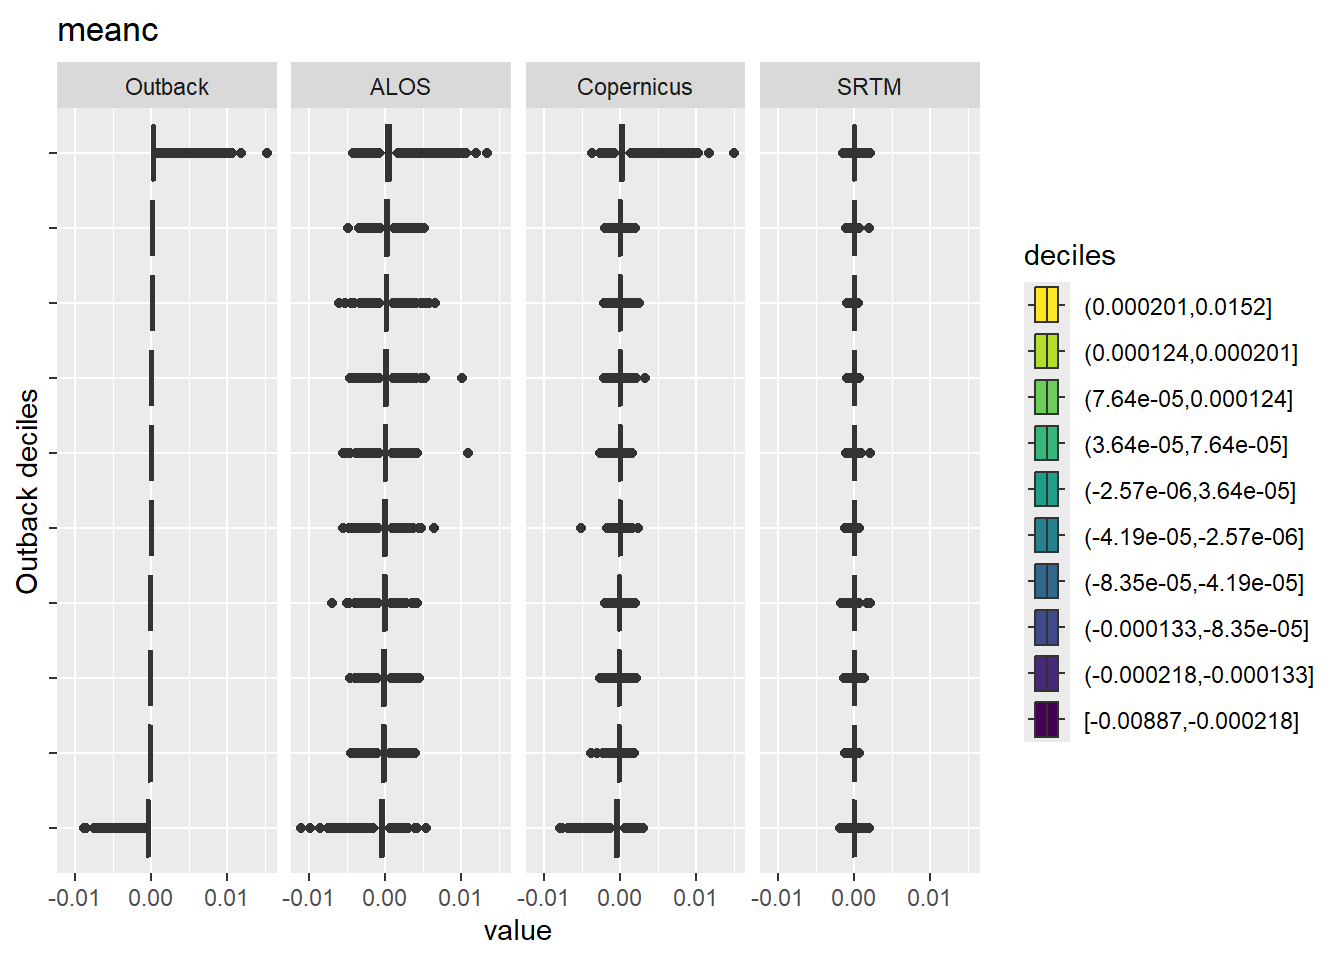 meanc
Outback ALOS Copernicus SRTM
Outback deciles
-0.01 0.00 0.01 -0.01 0.00 0.01 -0.01 0.00 0.01 -0.01 0.00 0.01
value
deciles
(0.000201,0.0152]
(0.000124,0.000201]
(7.64e-05,0.000124]
(3.64e-05,7.64e-05]
(-2.57e-06,3.64e-05]
(-4.19e-05,-2.57e-06]
(-8.35e-05,-4.19e-05]
(-0.000133,-8.35e-05]
(-0.000218,-0.000133]
[-0.00887,-0.000218]